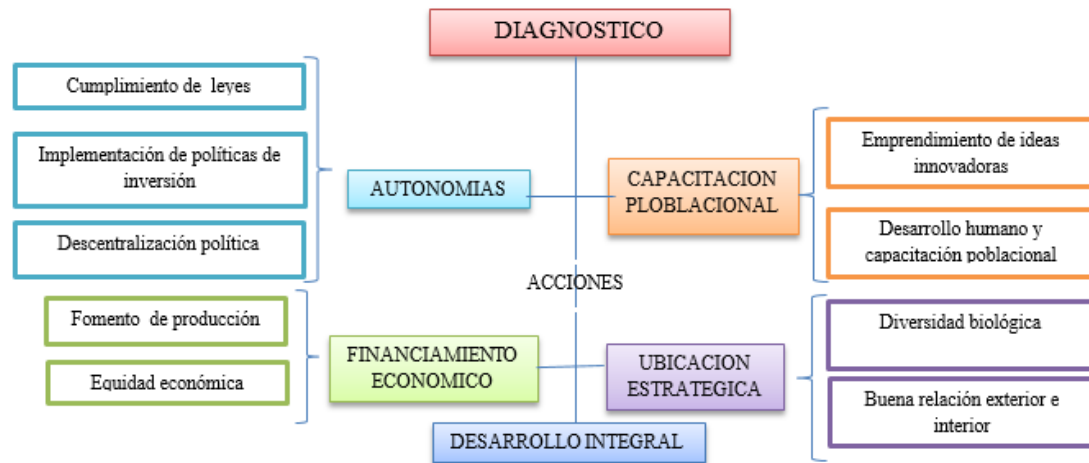 DIAGNOSTICO
Cumplimiento de leyes
Implementación de políticas de
inversión
Descentralización política
AUTONOMIAS
CAPACITACION
PLOBLACIONAL
Emprendimiento de ideas
innovadoras
Desarrollo humano y
capacitación poblacional
ACCIONES
Fomento de producción
Equidad económica
FINANCIAMIENTO
ECONOMICO
UBICACION
ESTRATEGICA
Diversidad biológica
Buena relación exterior e
interior
DESARROLLO INTEGRAL